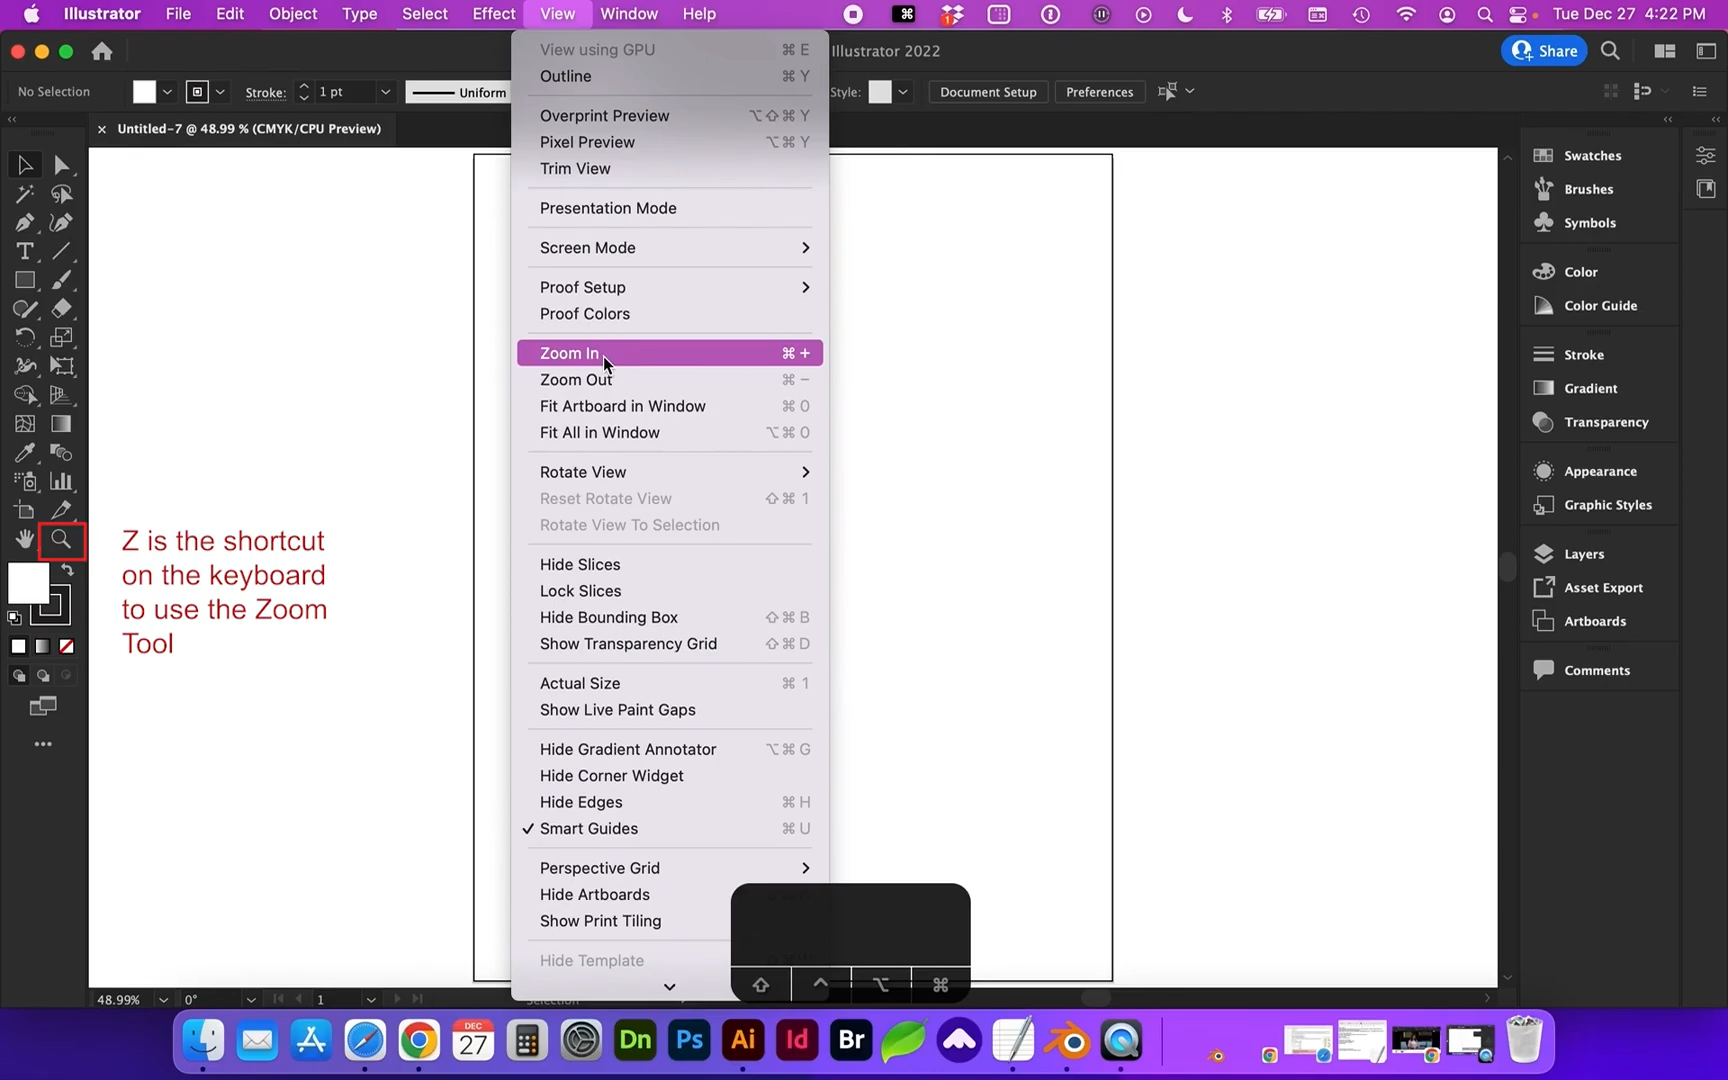 Illustrator File Edit Object Type Select Effect View Window Help Tue Dec 27 4:22 PM
Illustrator 2022 Share
No Selection Stroke: 1 pt Uniform Style: Document Setup Preferences
× Untitled-7 @ 48.99 % (CMYK/CPU Preview)
View using GPU ⌘ E
Outline ⌘ Y
Overprint Preview ⌥⇧⌘ Y
Pixel Preview ⌥⌘ Y
Trim View
Presentation Mode
Screen Mode
Proof Setup
Proof Colors
Zoom In ⌘ +
Zoom Out ⌘ −
Fit Artboard in Window ⌘ 0
Fit All in Window ⌥⌘ 0
Rotate View
Reset Rotate View ⇧⌘ 1
Rotate View To Selection
Hide Slices
Lock Slices
Hide Bounding Box ⇧⌘ B
Show Transparency Grid ⇧⌘ D
Actual Size ⌘ 1
Show Live Paint Gaps
Hide Gradient Annotator ⌥⌘ G
Hide Corner Widget
Hide Edges ⌘ H
✓ Smart Guides ⌘ U
Perspective Grid
Hide Artboards
Show Print Tiling
Hide Template
Z is the shortcut
on the keyboard
to use the Zoom
Tool
Swatches
Brushes
Symbols
Color
Color Guide
Stroke
Gradient
Transparency
Appearance
Graphic Styles
Layers
Asset Export
Artboards
Comments
⇧ ^ ⌥ ⌘
48.99% 0° 1
DEC
27
Dn Ps Ai Id Br